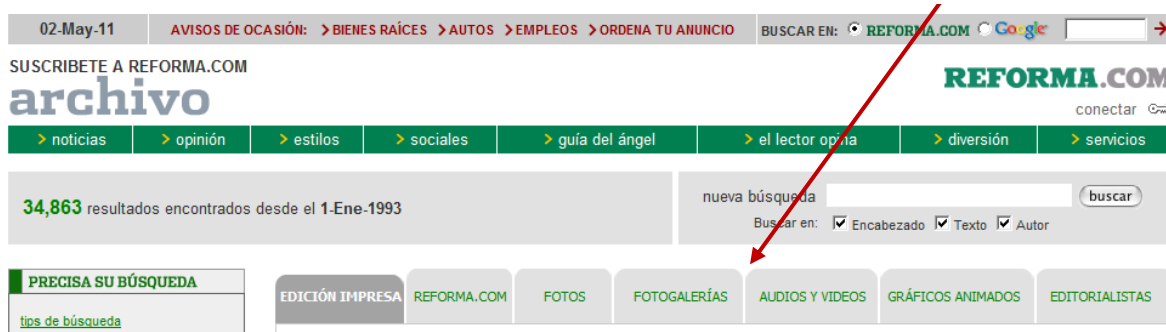 02-May-11 AVISOS DE OCASIÓN: > BIENES RAÍCES > AUTOS > EMPLEOS > ORDENA TU ANUNCIO BUSCAR EN: REFORMA.COM Google
SUSCRIBETE A REFORMA.COM
archivo
REFORMA.COM
conectar
> noticias > opinión > estilos > sociales > guía del ángel > el lector opina > diversión > servicios
34,863 resultados encontrados desde el 1-Ene-1993
nueva búsqueda buscar
Buscar en: Encabezado Texto Autor
PRECISA SU BÚSQUEDA
tips de búsqueda
EDICIÓN IMPRESA REFORMA.COM FOTOS FOTOGALERÍAS AUDIOS Y VIDEOS GRÁFICOS ANIMADOS EDITORIALISTAS